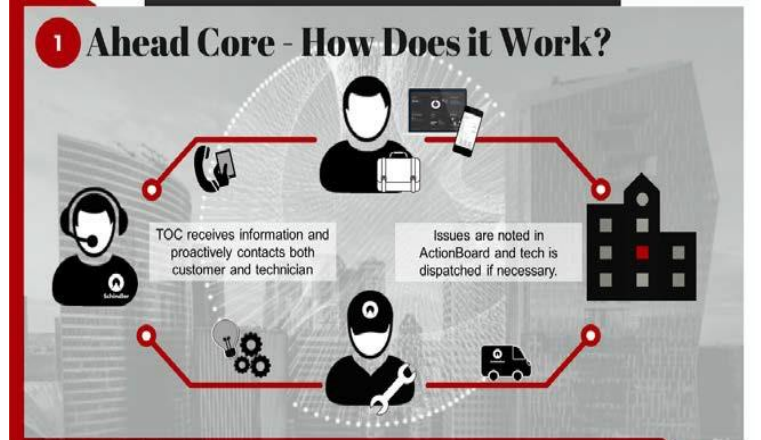 1
Ahead Core - How Does it Work?
TOC receives information and
proactively contacts both
customer and technician
Issues are noted in
ActionBoard and tech is
dispatched if necessary.
Schindler